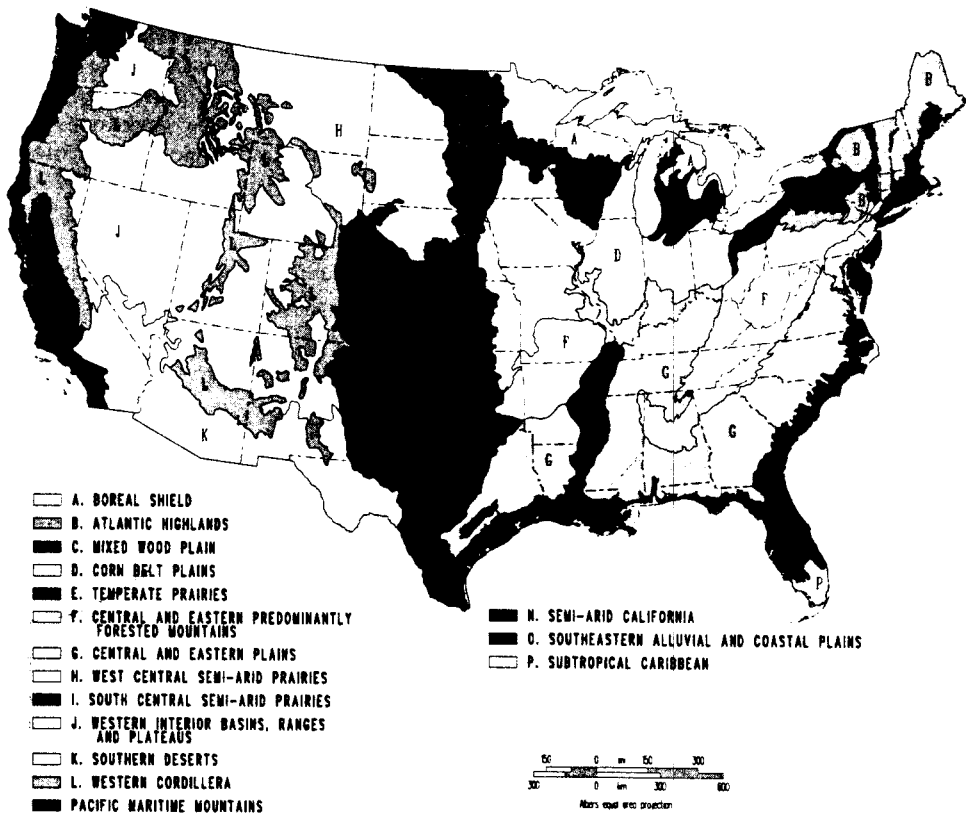 J
H
B
A
B
L
B
J
D
F
F
G
L
K
G
G
P
A. BOREAL SHIELD
B. ATLANTIC HIGHLANDS
C. MIXED WOOD PLAIN
D. CORN BELT PLAINS
E. TEMPERATE PRAIRIES
F. CENTRAL AND EASTERN PREDOMINANTLY
FORESTED MOUNTAINS
G. CENTRAL AND EASTERN PLAINS
H. WEST CENTRAL SEMI-ARID PRAIRIES
I. SOUTH CENTRAL SEMI-ARID PRAIRIES
J. WESTERN INTERIOR BASINS, RANGES
AND PLATEAUS
K. SOUTHERN DESERTS
L. WESTERN CORDILLERA
PACIFIC MARITIME MOUNTAINS
N. SEMI-ARID CALIFORNIA
O. SOUTHEASTERN ALLUVIAL AND COASTAL PLAINS
P. SUBTROPICAL CARIBBEAN
150 0 mi 150 300
300 0 km 300 600
Albers equal area projection